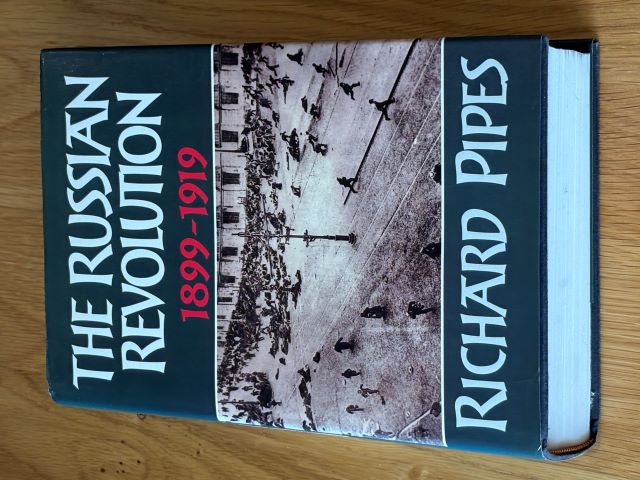 THE RUSSIAN
REVOLUTION
1899–1919
RICHARD PIPES